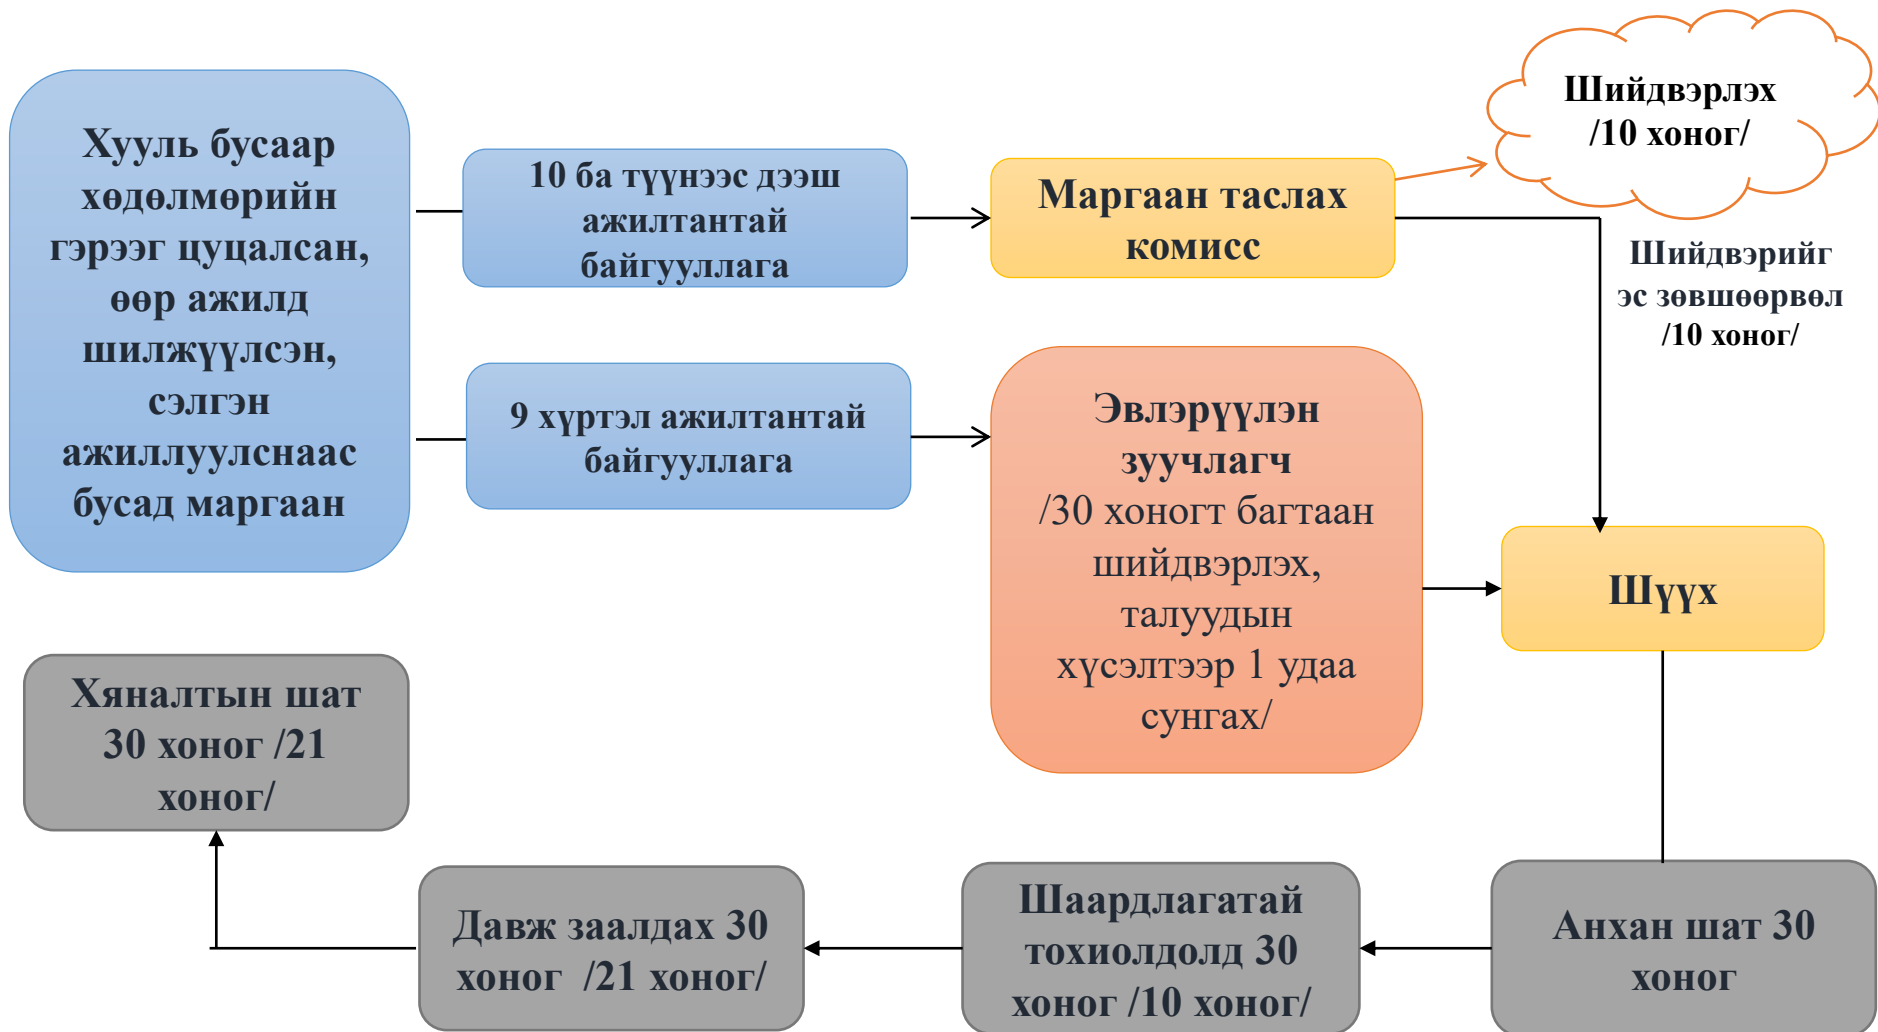 Хууль бусаар
хөдөлмөрийн
гэрээг цуцалсан,
өөр ажилд
шилжүүлсэн,
сэлгэн
ажиллуулснаас
бусад маргаан
10 ба түүнээс дээш
ажилтантай
байгууллага
Маргаан таслах
комисс
Шийдвэрлэх
/10 хоног/
Шийдвэрийг
эс зөвшөөрвөл
/10 хоног/
9 хүртэл ажилтантай
байгууллага
Эвлэрүүлэн
зуучлагч
/30 хоногт багтаан
шийдвэрлэх,
талуудын
хүсэлтээр 1 удаа
сунгах/
Шүүх
Анхан шат 30
хоног
Шаардлагатай
тохиолдолд 30
хоног /10 хоног/
Давж заалдах 30
хоног /21 хоног/
Хяналтын шат
30 хоног /21
хоног/